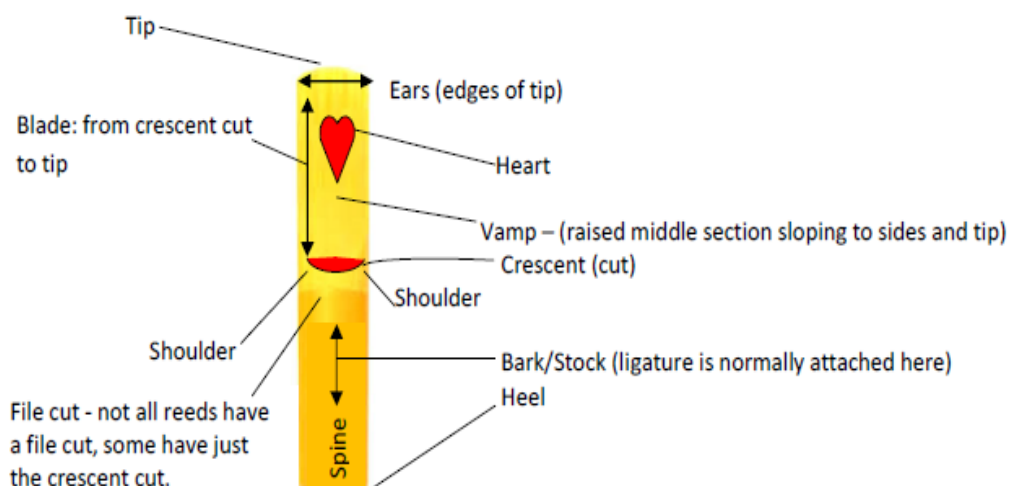 Tip
Ears (edges of tip)
Blade: from crescent cut
to tip
Heart
Vamp – (raised middle section sloping to sides and tip)
Crescent (cut)
Shoulder
Shoulder
Bark/Stock (ligature is normally attached here)
Heel
File cut - not all reeds have
a file cut, some have just
the crescent cut.
Spine